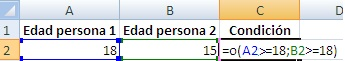 A B C D
1 Edad persona 1 Edad persona 2 Condición
2 18 15 =o(A2>=18;B2>=18)